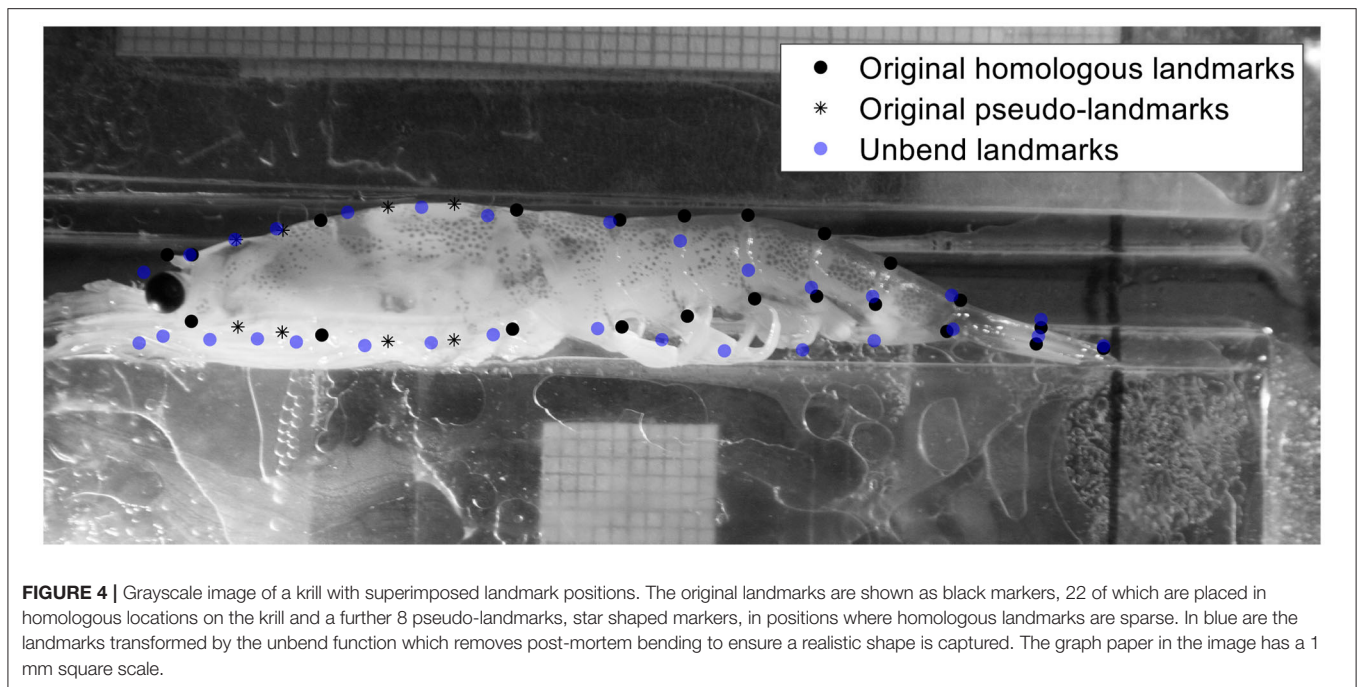 Original homologous landmarks
Original pseudo-landmarks
Unbend landmarks
FIGURE 4 | Grayscale image of a krill with superimposed landmark positions. The original landmarks are shown as black markers, 22 of which are placed in
homologous locations on the krill and a further 8 pseudo-landmarks, star shaped markers, in positions where homologous landmarks are sparse. In blue are the
landmarks transformed by the unbend function which removes post-mortem bending to ensure a realistic shape is captured. The graph paper in the image has a 1
mm square scale.